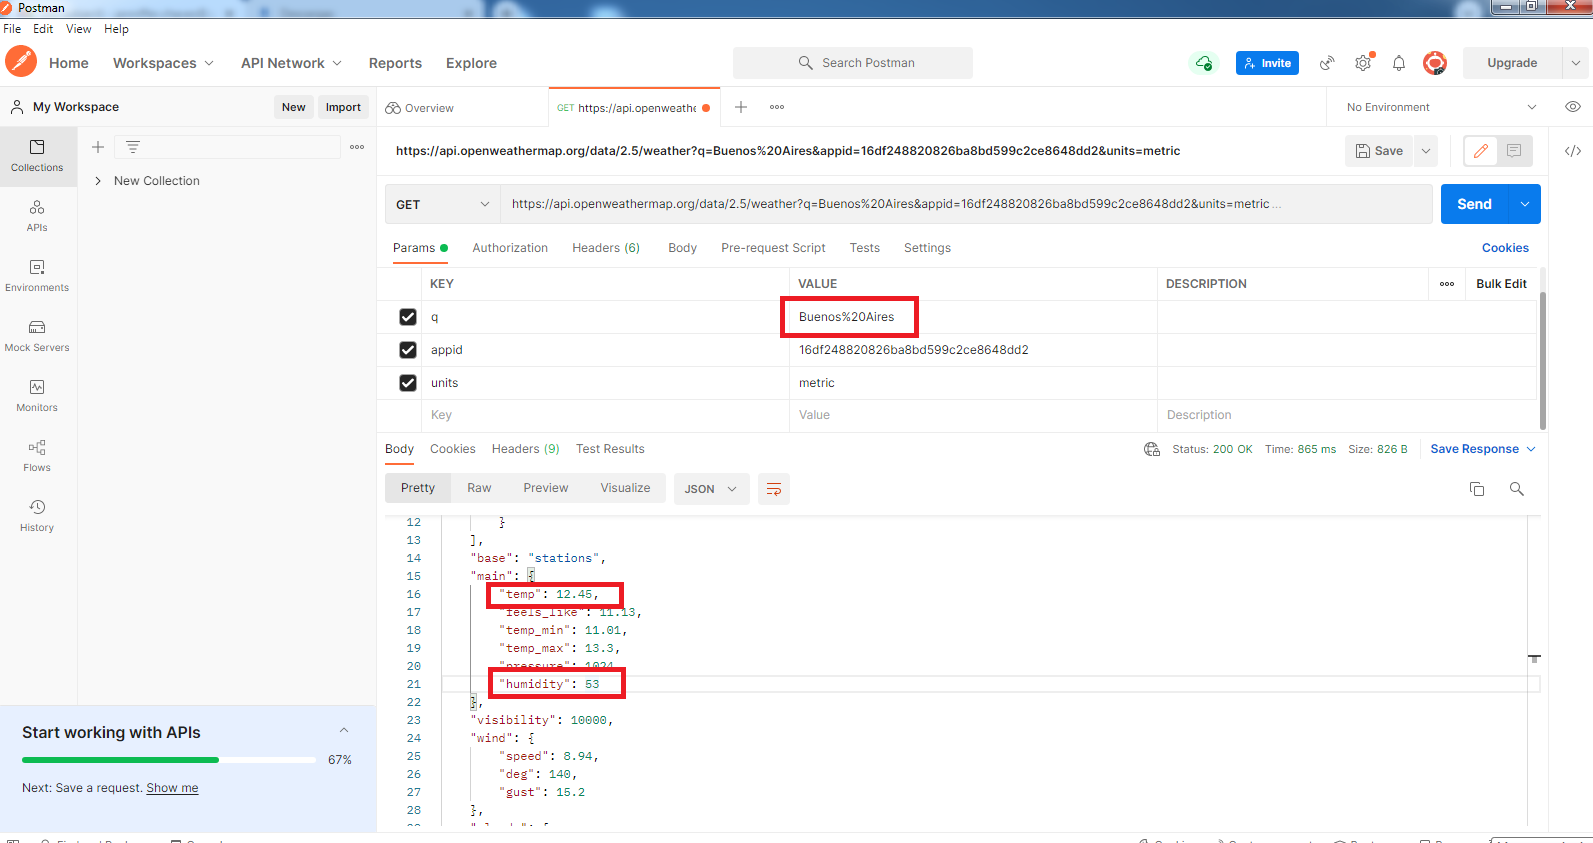 Postman
File Edit View Help
Home Workspaces API Network Reports Explore Search Postman Invite Upgrade
My Workspace New Import Overview GET https://api.openweathe No Environment
https://api.openweathermap.org/data/2.5/weather?q=Buenos%20Aires&appid=16df248820826ba8bd599c2ce8648dd2&units=metric Save
Collections
New Collection
GET https://api.openweathermap.org/data/2.5/weather?q=Buenos%20Aires&appid=16df248820826ba8bd599c2ce8648dd2&units=metric ... Send
APIs
Params Authorization Headers (6) Body Pre-request Script Tests Settings Cookies
Environments
KEY VALUE DESCRIPTION Bulk Edit
q Buenos%20Aires
Mock Servers
appid 16df248820826ba8bd599c2ce8648dd2
units metric
Monitors
Key Value Description
Body Cookies Headers (9) Test Results Status: 200 OK Time: 865 ms Size: 826 B Save Response
Flows
Pretty Raw Preview Visualize JSON
History
12 }
13 ],
14 "base": "stations",
15 "main": {
16 "temp": 12.45,
17 "feels_like": 11.13,
18 "temp_min": 11.01,
19 "temp_max": 13.3,
20 "pressure": 1024,
21 "humidity": 53
22 },
23 "visibility": 10000,
24 "wind": {
25 "speed": 8.94,
26 "deg": 140,
27 "gust": 15.2
28 },
Start working with APIs
67%
Next: Save a request. Show me